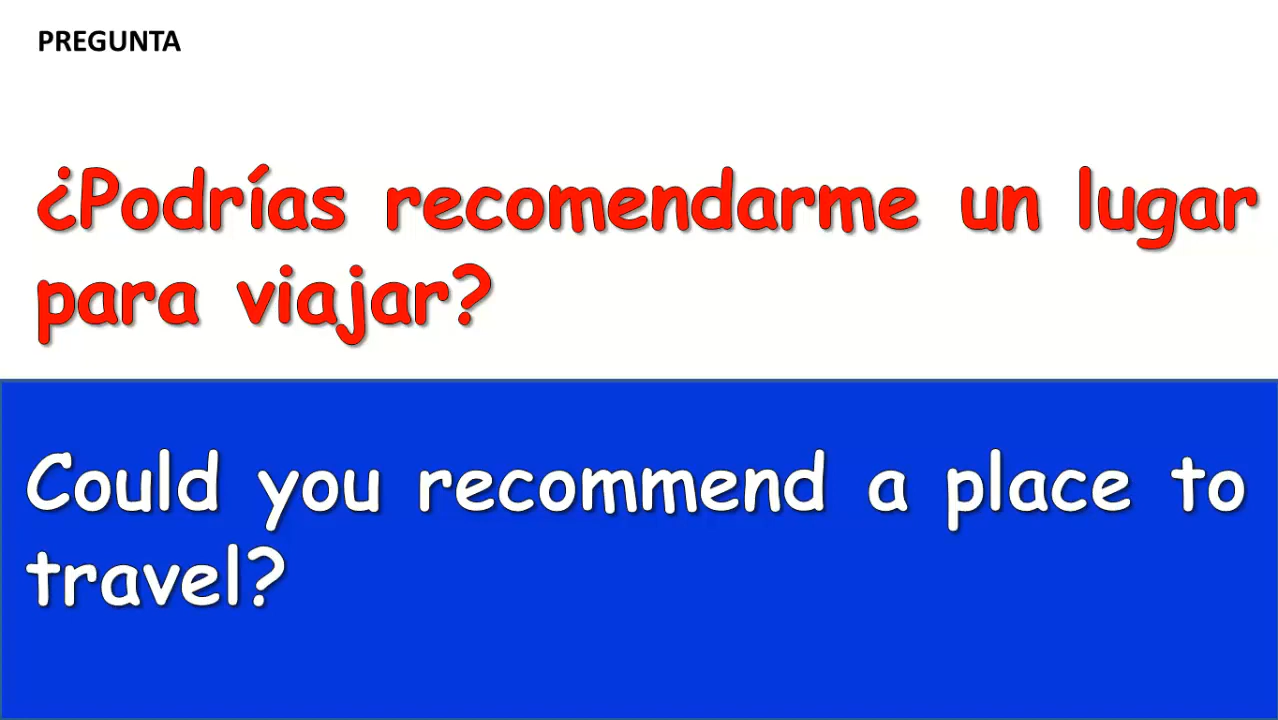 PREGUNTA
¿Podrías recomendarme un lugar
para viajar?
Could you recommend a place to
travel?